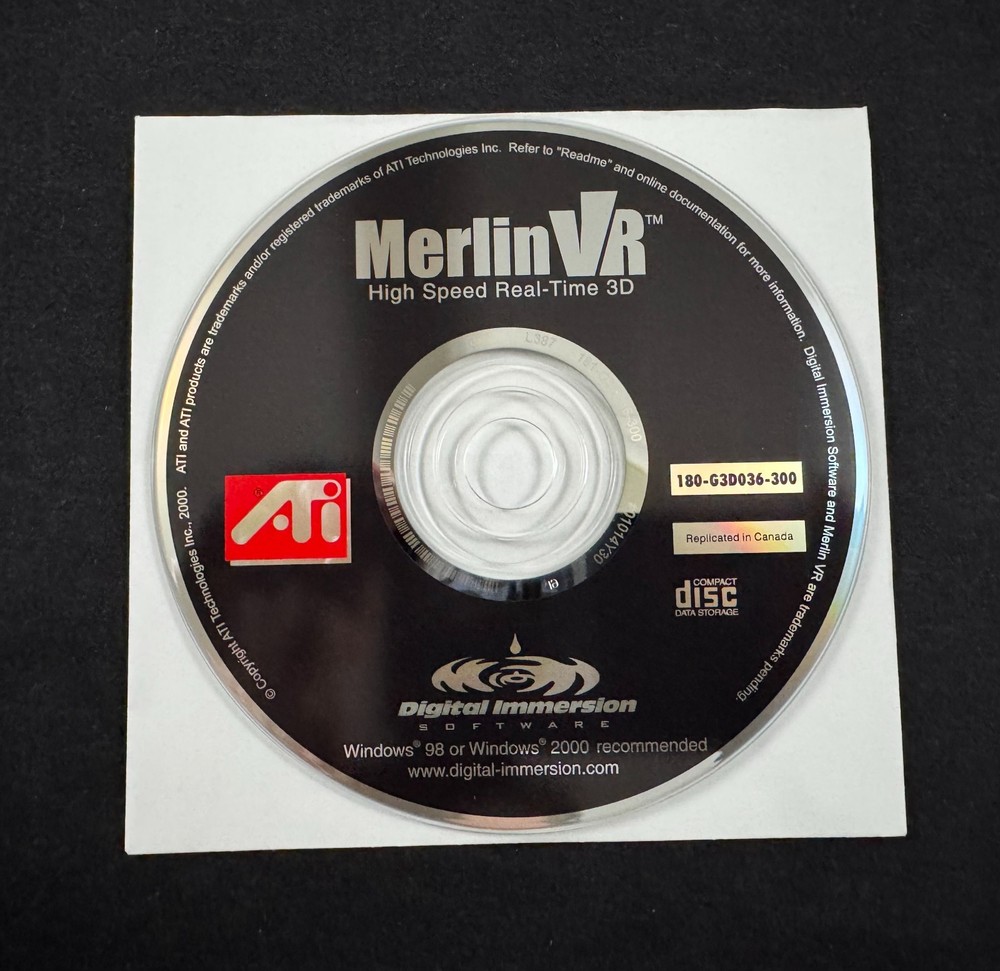 © Copyright ATI Technologies Inc., 2000. ATI and ATI products are trademarks and/or registered trademarks of ATI Technologies Inc. Refer to "Readme" and online documentation for more information. Digital Immersion Software and Merlin VR are trademarks pending.
MerlinVR™
High Speed Real-Time 3D
L387
ATi
180-G3D036-300
Replicated in Canada
COMPACT
disc
DATA STORAGE
Digital Immersion
SOFTWARE
Windows® 98 or Windows® 2000 recommended
www.digital-immersion.com